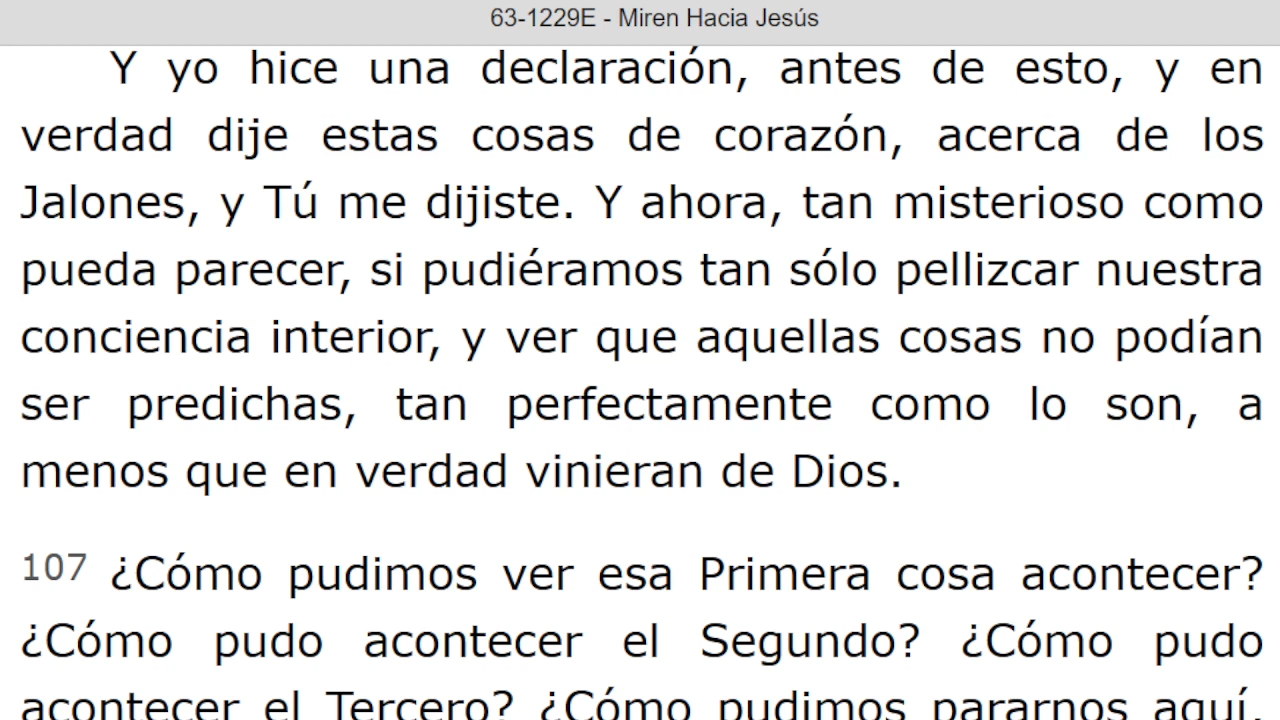 63-1229E - Miren Hacia Jesús
Y yo hice una declaración, antes de esto, y en
verdad dije estas cosas de corazón, acerca de los
Jalones, y Tú me dijiste. Y ahora, tan misterioso como
pueda parecer, si pudiéramos tan sólo pellizcar nuestra
conciencia interior, y ver que aquellas cosas no podían
ser predichas, tan perfectamente como lo son, a
menos que en verdad vinieran de Dios.
107 ¿Cómo pudimos ver esa Primera cosa acontecer?
¿Cómo pudo acontecer el Segundo? ¿Cómo pudo
acontecer el Tercero? ¿Cómo pudimos pararnos aquí,